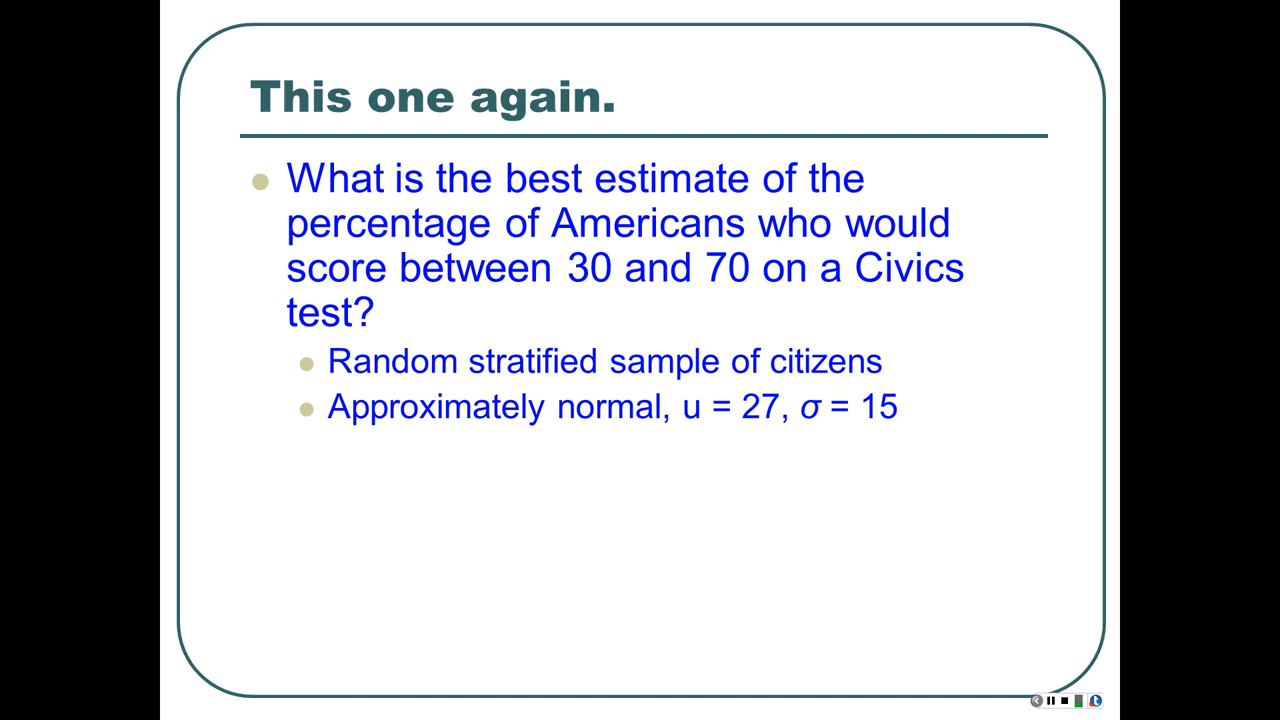 This one again.
What is the best estimate of the
percentage of Americans who would
score between 30 and 70 on a Civics
test?
Random stratified sample of citizens
Approximately normal, u = 27, σ = 15